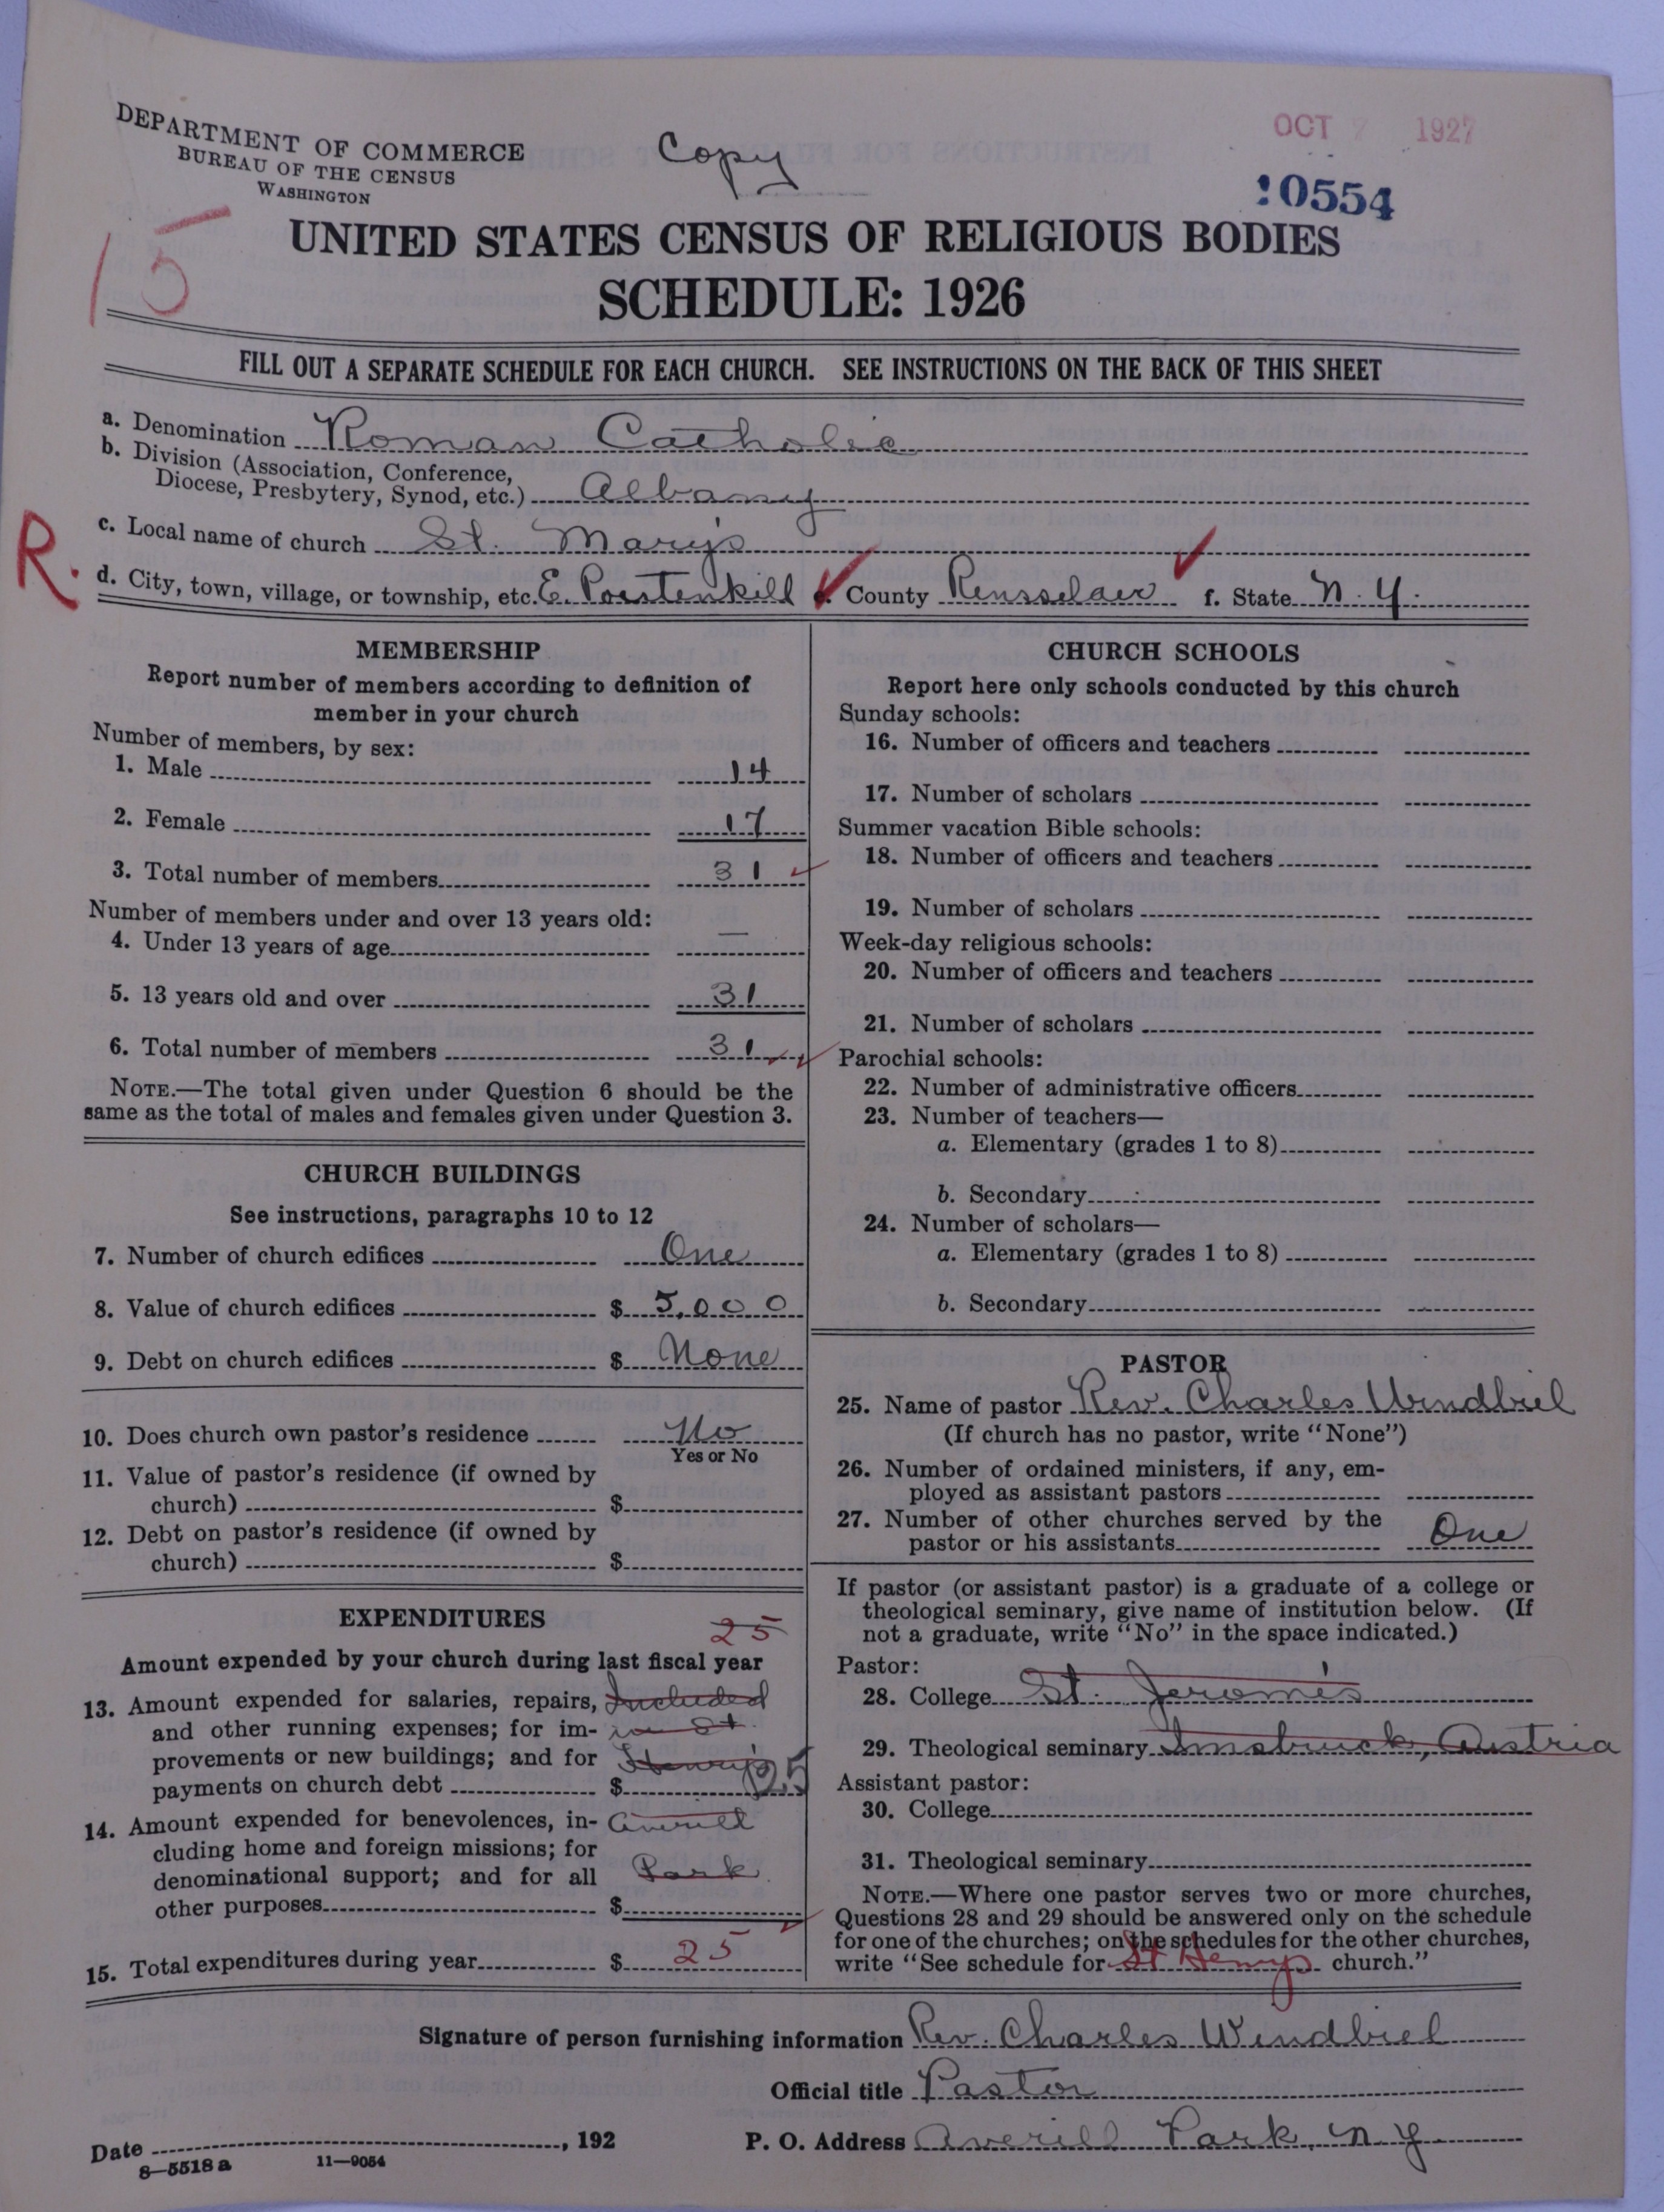 DEPARTMENT OF COMMERCE
BUREAU OF THE CENSUS
WASHINGTON
Copy
OCT 7 1927
10554
15
UNITED STATES CENSUS OF RELIGIOUS BODIES
SCHEDULE: 1926
FILL OUT A SEPARATE SCHEDULE FOR EACH CHURCH. SEE INSTRUCTIONS ON THE BACK OF THIS SHEET
a. Denomination Roman Catholic
b. Division (Association, Conference,
Diocese, Presbytery, Synod, etc.) Albany
R.
c. Local name of church St. Mary's
d. City, town, village, or township, etc. E. Poestenkill e. County Rensselaer f. State N. Y.
MEMBERSHIP
Report number of members according to definition of
member in your church
Number of members, by sex:
1. Male 14
2. Female 17
3. Total number of members 31
Number of members under and over 13 years old:
4. Under 13 years of age —
5. 13 years old and over 31
6. Total number of members 31
NOTE.—The total given under Question 6 should be the
same as the total of males and females given under Question 3.
CHURCH BUILDINGS
See instructions, paragraphs 10 to 12
7. Number of church edifices One
8. Value of church edifices $ 5,000
9. Debt on church edifices $ None
10. Does church own pastor's residence No
Yes or No
11. Value of pastor's residence (if owned by
church) $
12. Debt on pastor's residence (if owned by
church) $
EXPENDITURES
25
Amount expended by your church during last fiscal year
13. Amount expended for salaries, repairs, Included
and other running expenses; for im- in St.
provements or new buildings; and for Henry's
payments on church debt $ 25
14. Amount expended for benevolences, in- Averill
cluding home and foreign missions; for
denominational support; and for all Park
other purposes $
15. Total expenditures during year $ 25
CHURCH SCHOOLS
Report here only schools conducted by this church
Sunday schools:
16. Number of officers and teachers
17. Number of scholars
Summer vacation Bible schools:
18. Number of officers and teachers
19. Number of scholars
Week-day religious schools:
20. Number of officers and teachers
21. Number of scholars
Parochial schools:
22. Number of administrative officers
23. Number of teachers—
a. Elementary (grades 1 to 8)
b. Secondary
24. Number of scholars—
a. Elementary (grades 1 to 8)
b. Secondary
PASTOR
25. Name of pastor Rev. Charles Windbiel
(If church has no pastor, write "None")
26. Number of ordained ministers, if any, em-
ployed as assistant pastors
27. Number of other churches served by the
pastor or his assistants One
If pastor (or assistant pastor) is a graduate of a college or
theological seminary, give name of institution below. (If
not a graduate, write "No" in the space indicated.)
Pastor:
28. College St. Jerome's
29. Theological seminary Innsbruck, Austria
Assistant pastor:
30. College
31. Theological seminary
NOTE.—Where one pastor serves two or more churches,
Questions 28 and 29 should be answered only on the schedule
for one of the churches; on the schedules for the other churches,
write "See schedule for St Henrys church."
Signature of person furnishing information Rev. Charles Windbiel
Official title Pastor
Date , 192
P. O. Address Averill Park, N. Y.
8—5518 a 11—9054